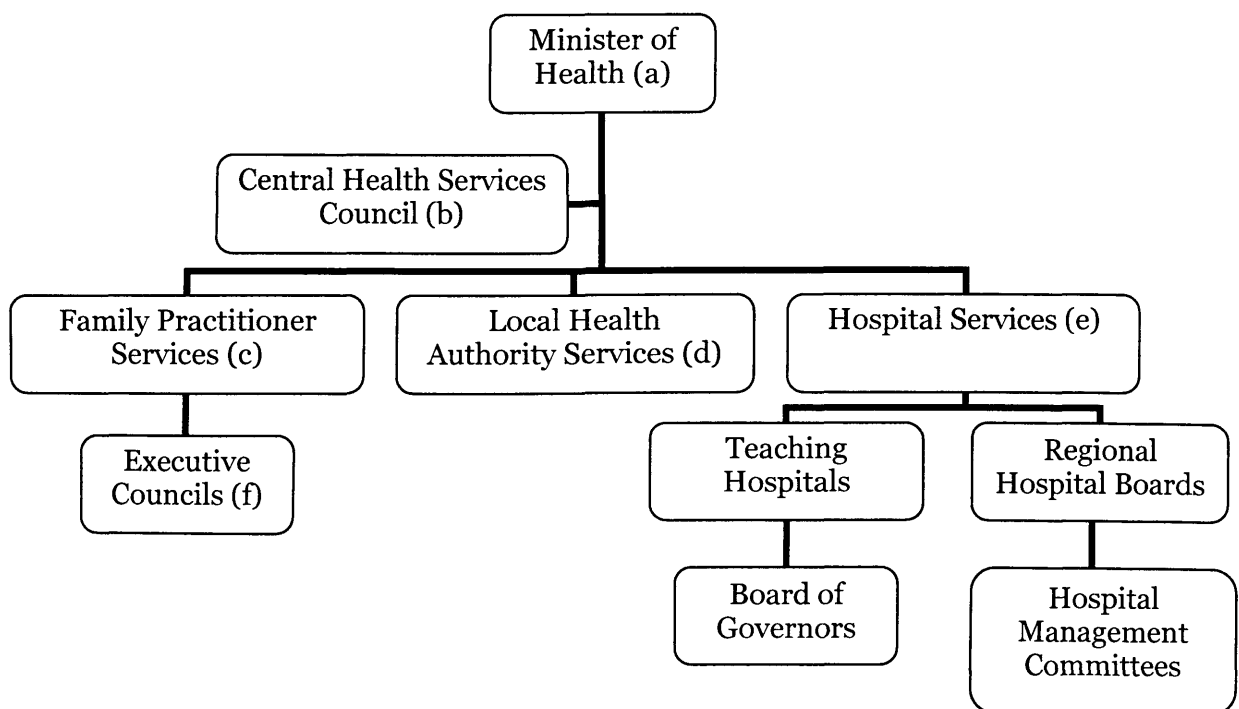 Minister of
Health (a)
Central Health Services
Council (b)
Family Practitioner
Services (c)
Local Health
Authority Services (d)
Hospital Services (e)
Executive
Councils (f)
Teaching
Hospitals
Regional
Hospital Boards
Board of
Governors
Hospital
Management
Committees